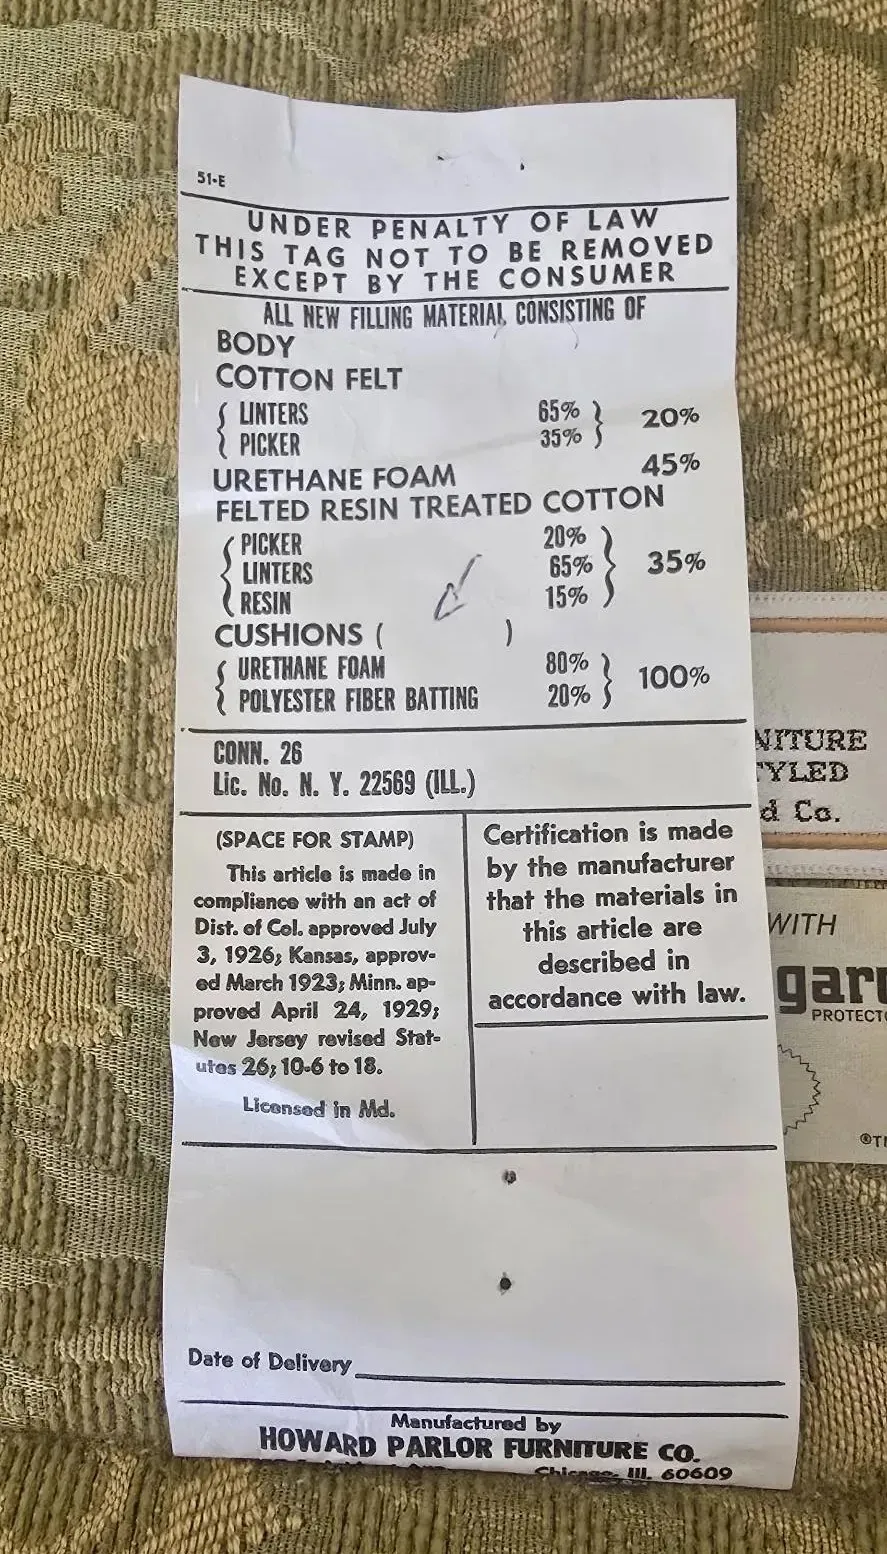 51-E
UNDER PENALTY OF LAW
THIS TAG NOT TO BE REMOVED
EXCEPT BY THE CONSUMER
ALL NEW FILLING MATERIAL CONSISTING OF
BODY
COTTON FELT
{ LINTERS 65% } 20%
{ PICKER 35% }
URETHANE FOAM 45%
FELTED RESIN TREATED COTTON
{ PICKER 20% }
{ LINTERS 65% } 35%
{ RESIN 15% }
CUSHIONS ( )
{ URETHANE FOAM 80% } 100%
{ POLYESTER FIBER BATTING 20% }
CONN. 26
Lic. No. N. Y. 22569 (ILL.)
(SPACE FOR STAMP)
This article is made in
compliance with an act of
Dist. of Col. approved July
3, 1926; Kansas, approv-
ed March 1923; Minn. ap-
proved April 24, 1929;
New Jersey revised Stat-
utes 26; 10-6 to 18.
Licensed in Md.
Certification is made
by the manufacturer
that the materials in
this article are
described in
accordance with law.
Date of Delivery
Manufactured by
HOWARD PARLOR FURNITURE CO.
Chicago, Ill. 60609
NITURE
TYLED
d Co.
WITH
gar
PROTECT